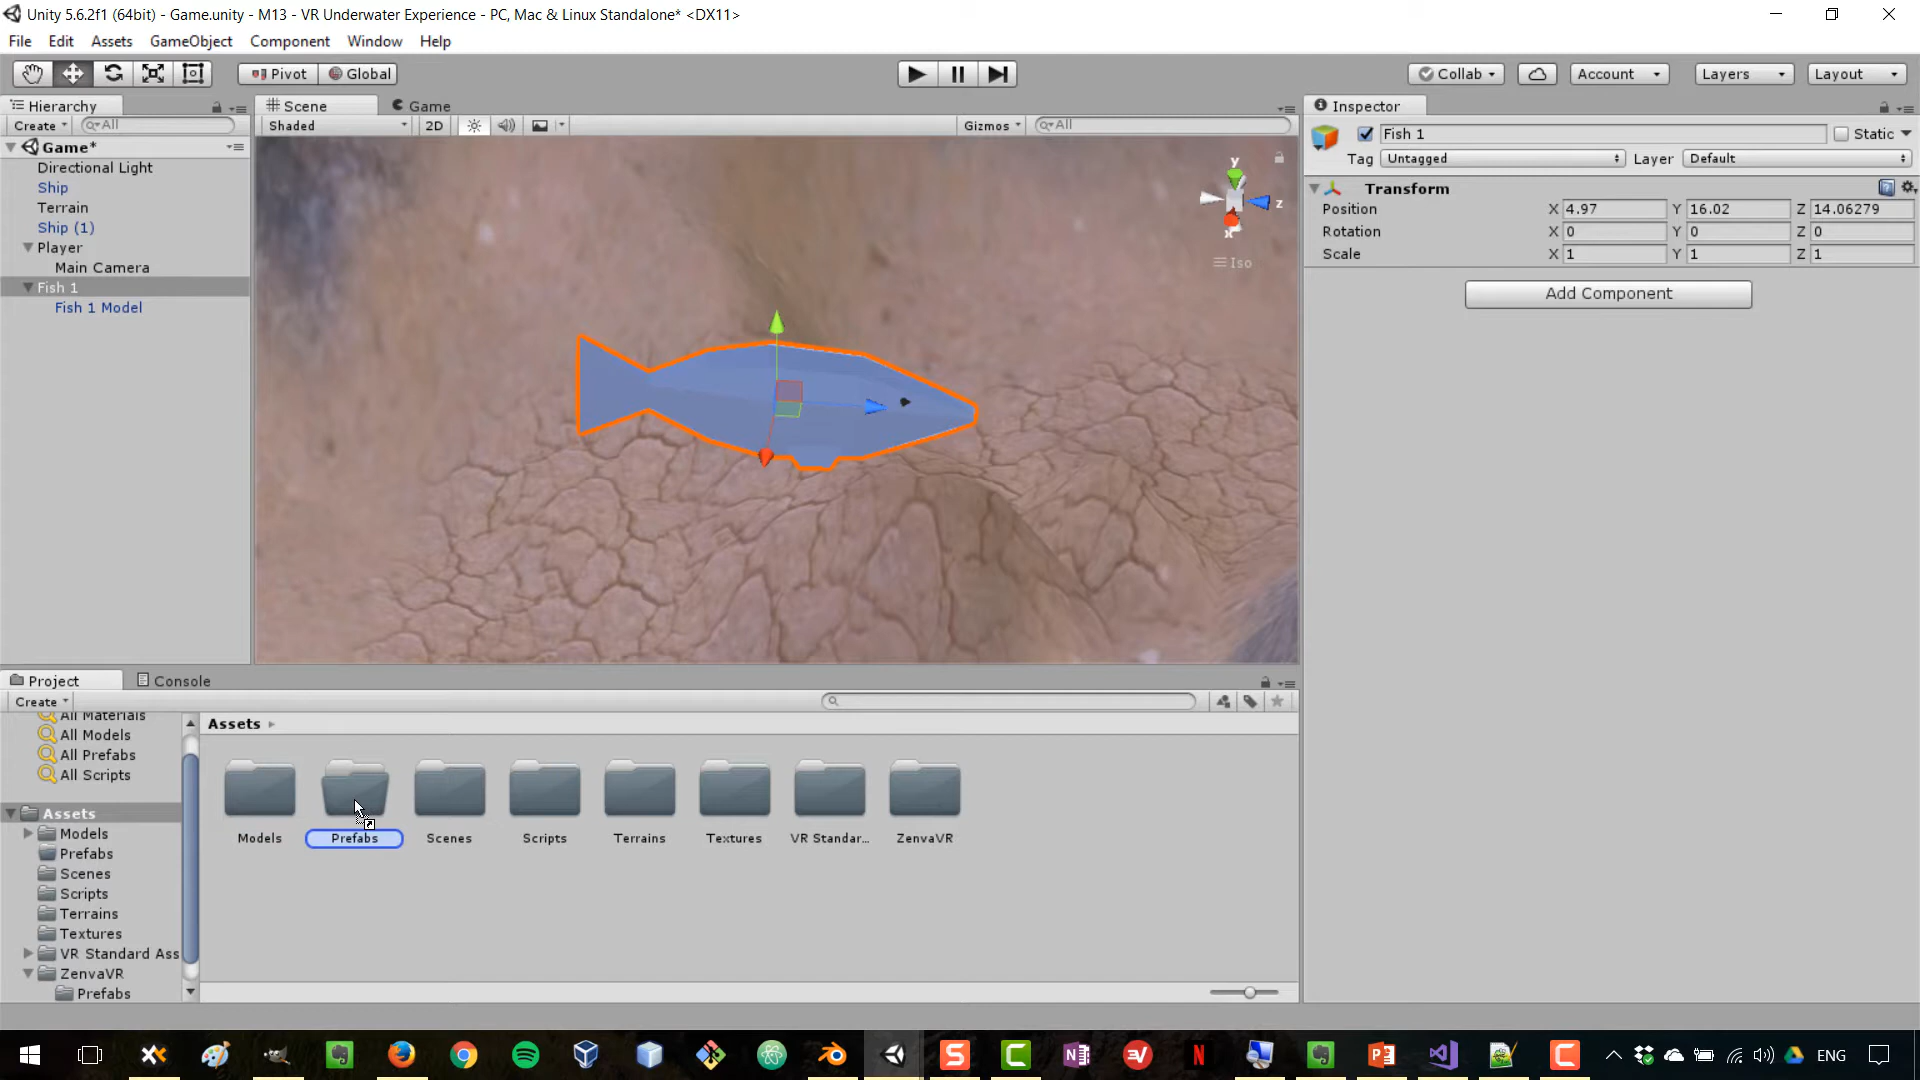 Unity 5.6.2f1 (64bit) - Game.unity - M13 - VR Underwater Experience - PC, Mac & Linux Standalone* <DX11>
File Edit Assets GameObject Component Window Help
Pivot Global Collab Account Layers Layout
Hierarchy
Create All
Game*
Directional Light
Ship
Terrain
Ship (1)
Player
Main Camera
Fish 1
Fish 1 Model
Scene Game
Shaded 2D Gizmos All
y
z
x
Iso
Inspector
Fish 1 Static
Tag Untagged Layer Default
Transform
Position X 4.97 Y 16.02 Z 14.06279
Rotation X 0 Y 0 Z 0
Scale X 1 Y 1 Z 1
Add Component
Project Console
Create
All Materials
All Models
All Prefabs
All Scripts
Assets
Models
Prefabs
Scenes
Scripts
Terrains
Textures
VR Standard Ass
ZenvaVR
Prefabs
Assets
Models Prefabs Scenes Scripts Terrains Textures VR Standar... ZenvaVR
ENG